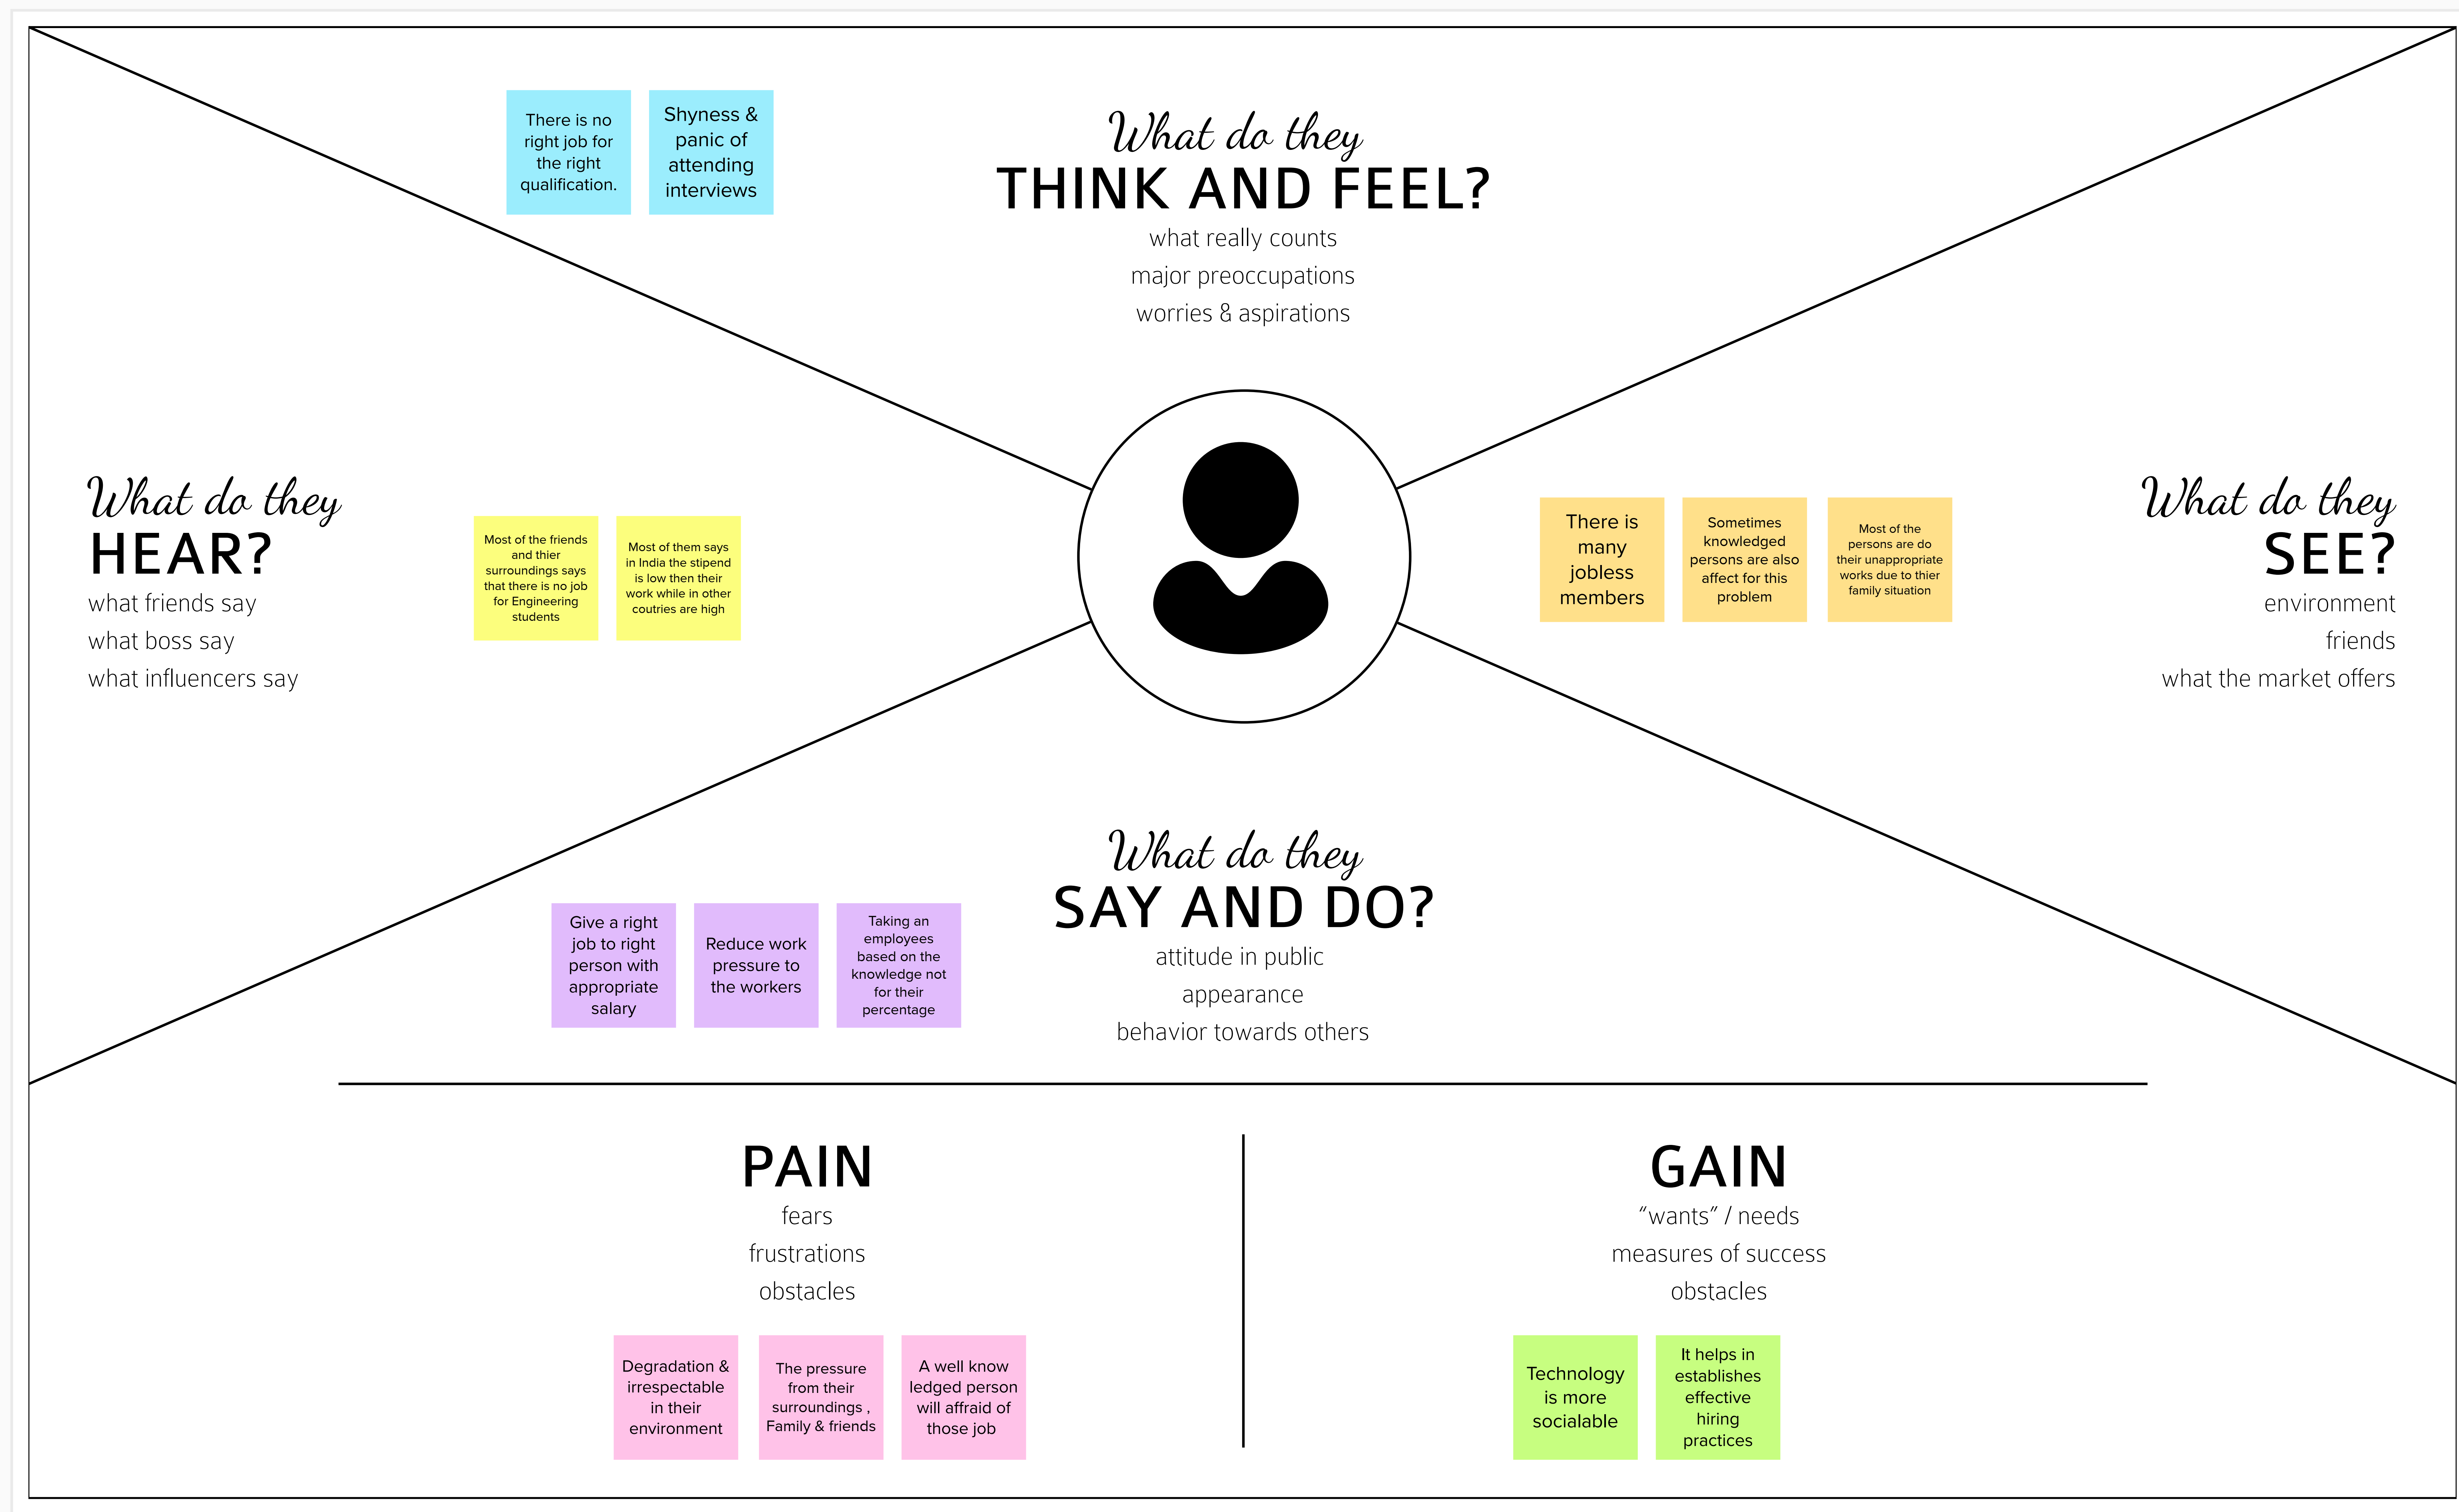 There is no
right job for
the right
qualification.
Shyness &
panic of
attending
interviews
What do they
THINK AND FEEL?
what really counts
major preoccupations
worries & aspirations
What do they
HEAR?
what friends say
what boss say
what influencers say
Most of the friends
and thier
surroundings says
that there is no job
for Engineering
students
Most of them says
in India the stipend
is low then their
work while in other
coutries are high
There is
many
jobless
members
Sometimes
knowledged
persons are also
affect for this
problem
Most of the
persons are do
their unappropriate
works due to thier
family situation
What do they
SEE?
environment
friends
what the market offers
What do they
SAY AND DO?
attitude in public
appearance
behavior towards others
Give a right
job to right
person with
appropriate
salary
Reduce work
pressure to
the workers
Taking an
employees
based on the
knowledge not
for their
percentage
PAIN
fears
frustrations
obstacles
Degradation &
irrespectable
in their
environment
The pressure
from their
surroundings ,
Family & friends
A well know
ledged person
will affraid of
those job
GAIN
“wants” / needs
measures of success
obstacles
Technology
is more
socialable
It helps in
establishes
effective
hiring
practices